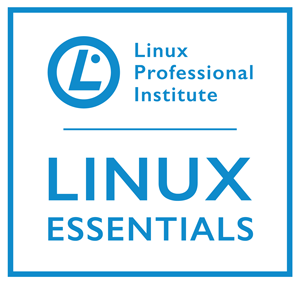 Linux
Professional
Institute
LINUX
ESSENTIALS